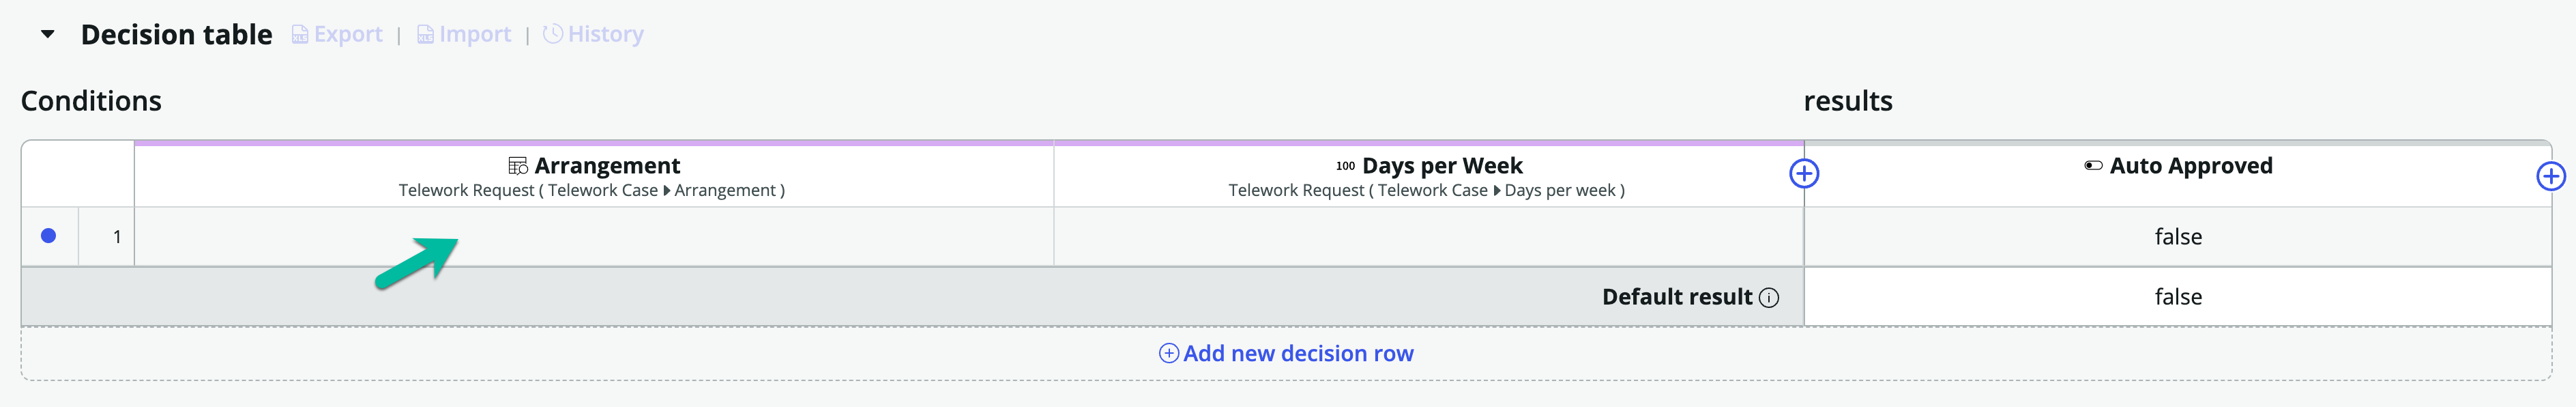 Decision table Export | Import | History
Conditions
results
Arrangement
Telework Request ( Telework Case Arrangement )
100 Days per Week
Telework Request ( Telework Case Days per week )
Auto Approved
1
false
Default result
false
Add new decision row